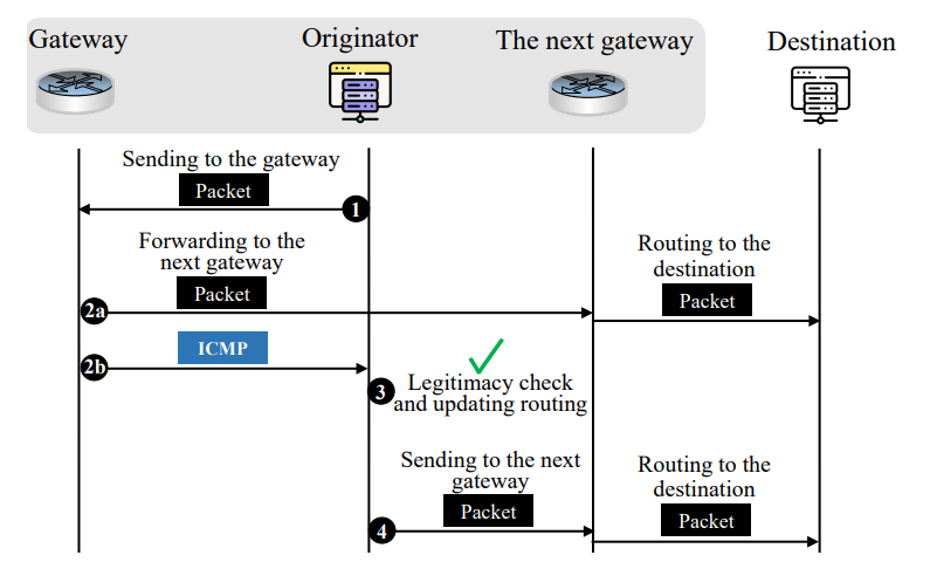 Gateway
Originator
The next gateway
Destination
Sending to the gateway
Packet
1
Forwarding to the
next gateway
Packet
2a
Routing to the
destination
Packet
ICMP
2b
3
Legitimacy check
and updating routing
Sending to the next
gateway
Packet
4
Routing to the
destination
Packet